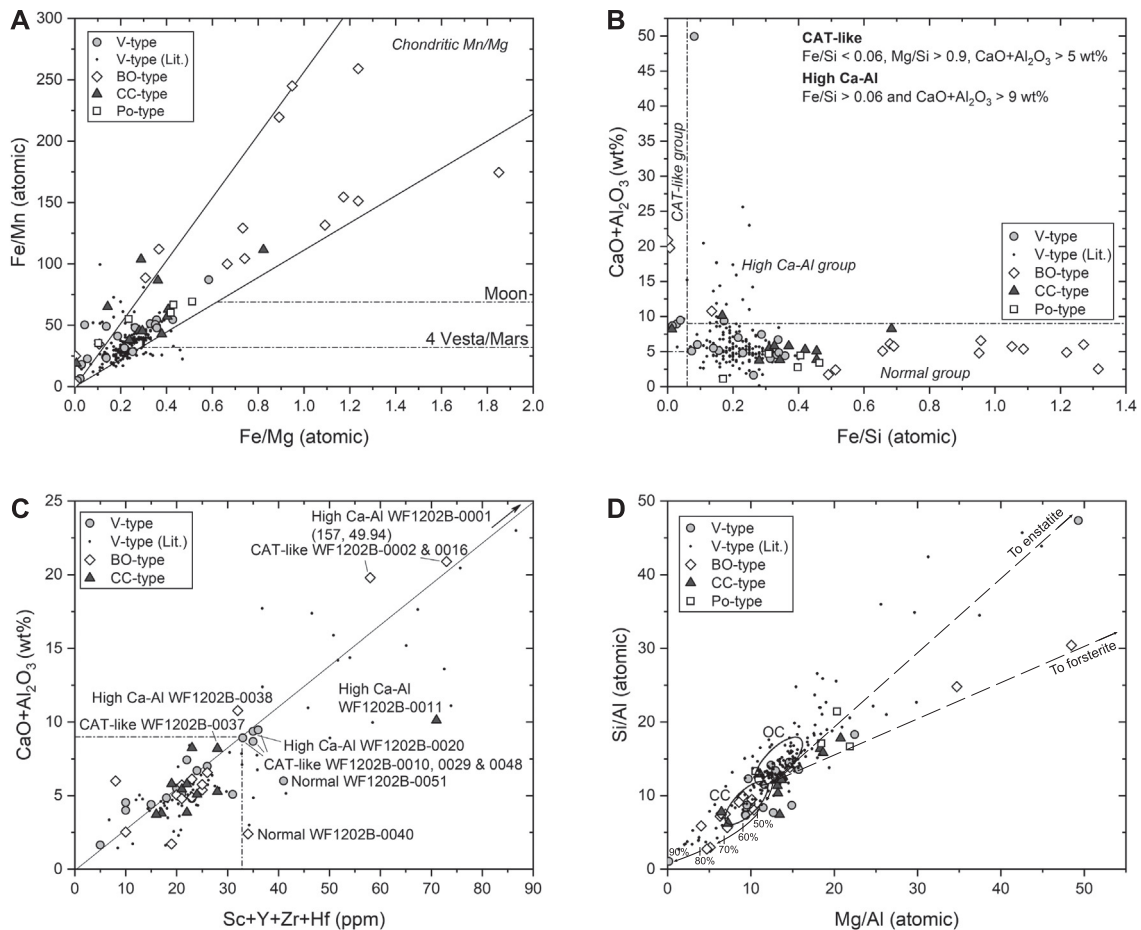 A
300
250
200
150
100
50
0
Fe/Mn (atomic)
V-type
V-type (Lit.)
BO-type
CC-type
Po-type
Chondritic Mn/Mg
Moon
4 Vesta/Mars
0.0 0.2 0.4 0.6 0.8 1.0 1.2 1.4 1.6 1.8 2.0
Fe/Mg (atomic)
B
50
45
40
35
30
25
20
15
10
5
0
CaO+Al₂O₃ (wt%)
CAT-like group
CAT-like
Fe/Si < 0.06, Mg/Si > 0.9, CaO+Al₂O₃ > 5 wt%
High Ca-Al
Fe/Si > 0.06 and CaO+Al₂O₃ > 9 wt%
V-type
V-type (Lit.)
BO-type
CC-type
Po-type
High Ca-Al group
Normal group
0.0 0.2 0.4 0.6 0.8 1.0 1.2 1.4
Fe/Si (atomic)
C
25
20
15
10
5
0
CaO+Al₂O₃ (wt%)
V-type
V-type (Lit.)
BO-type
CC-type
High Ca-Al WF1202B-0001
(157, 49.94)
CAT-like WF1202B-0002 & 0016
High Ca-Al WF1202B-0038
High Ca-Al
WF1202B-0011
CAT-like WF1202B-0037
High Ca-Al WF1202B-0020
CAT-like WF1202B-0010, 0029 & 0048
Normal WF1202B-0051
Normal WF1202B-0040
0 10 20 30 40 50 60 70 80 90
Sc+Y+Zr+Hf (ppm)
D
50
40
30
20
10
0
Si/Al (atomic)
V-type
V-type (Lit.)
BO-type
CC-type
Po-type
To enstatite
To forsterite
OC
CC
50%
60%
70%
80%
90%
0 10 20 30 40 50
Mg/Al (atomic)